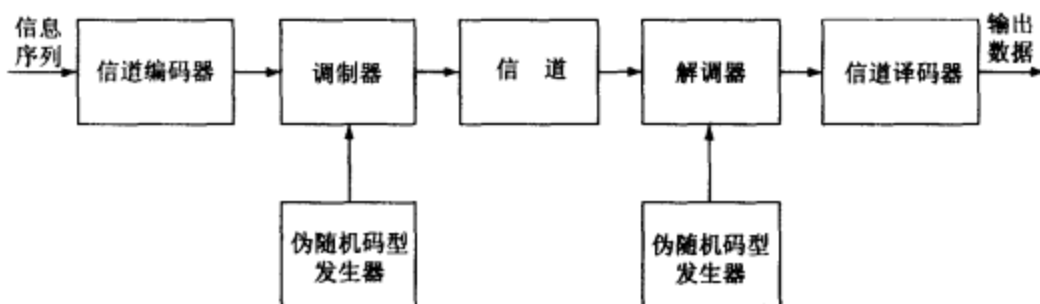 信息
序列
信道编码器
调制器
信 道
解调器
信道译码器
输出
数据
伪随机码型
发生器
伪随机码型
发生器